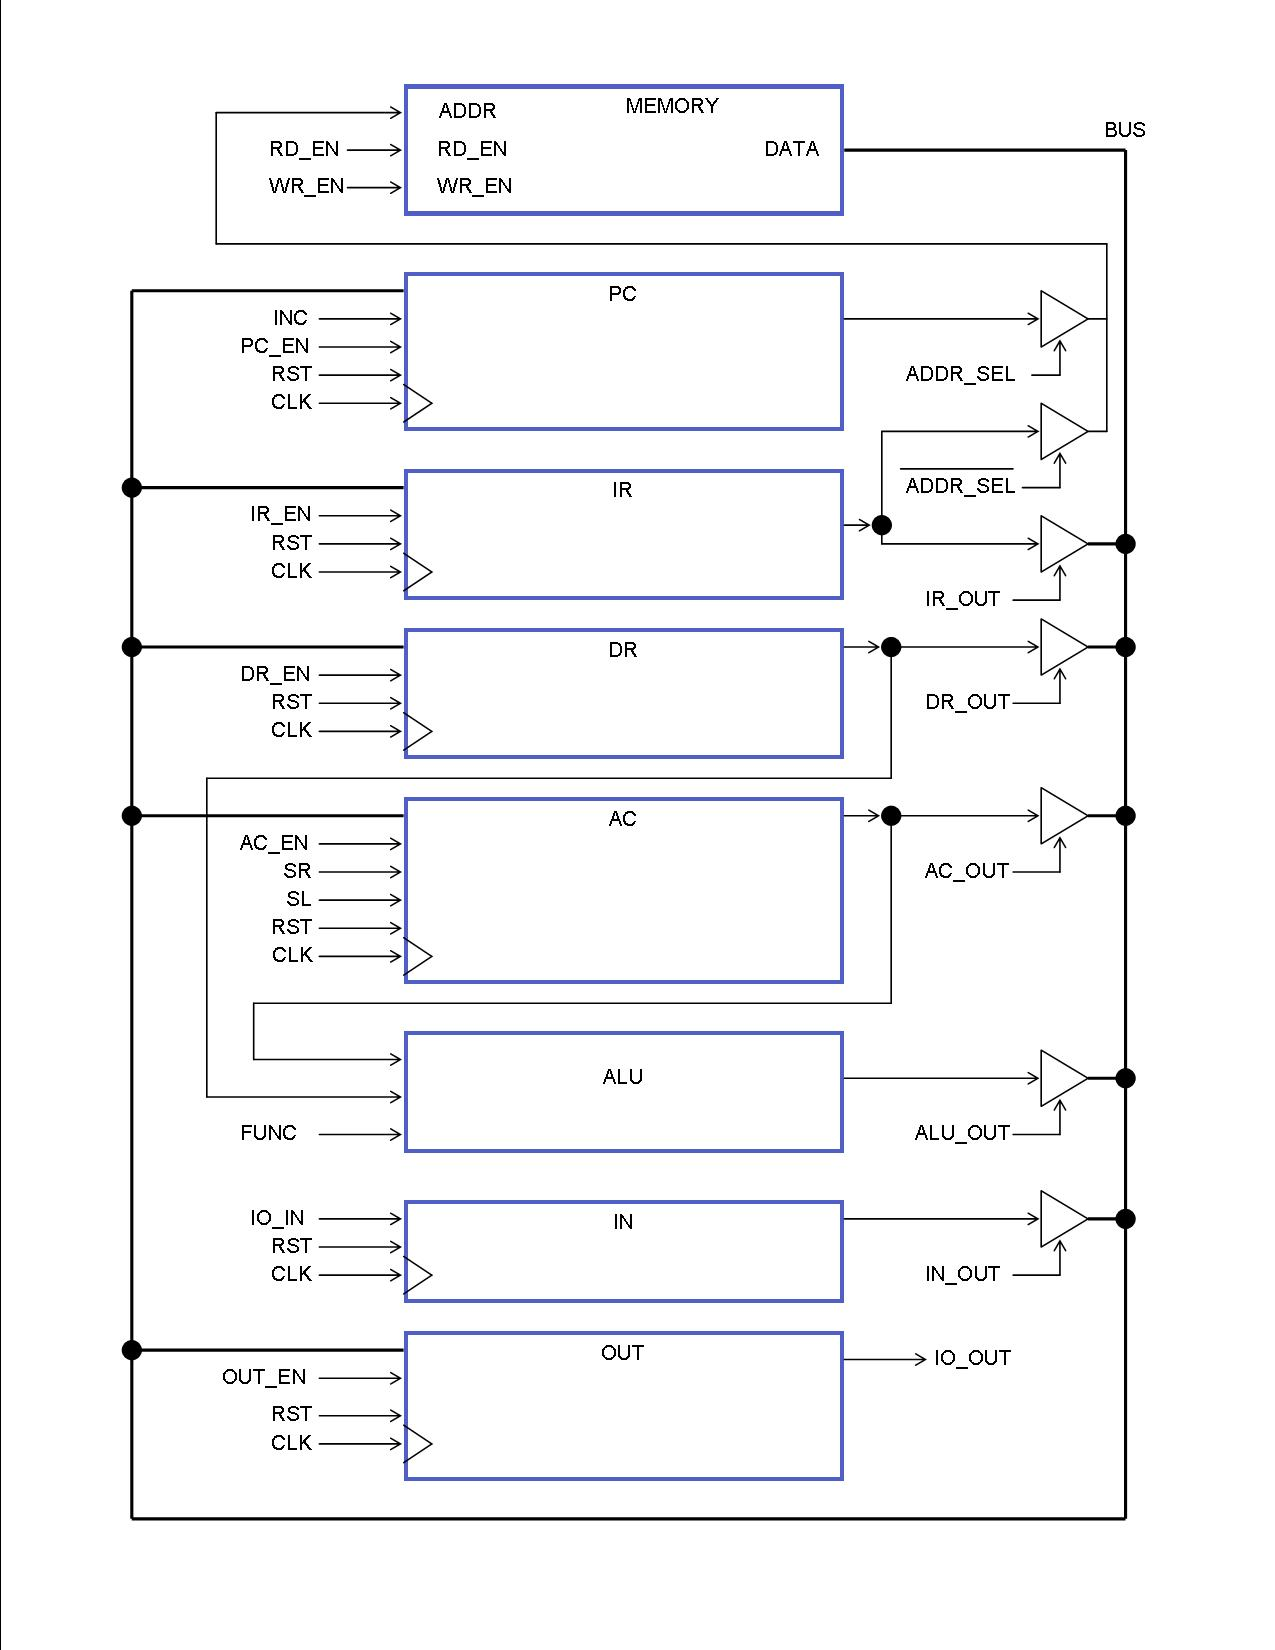 MEMORY
BUS
ADDR
RD_EN
RD_EN
DATA
WR_EN
WR_EN
PC
INC
PC_EN
RST
ADDR_SEL
CLK
IR
ADDR_SEL
IR_EN
RST
CLK
IR_OUT
DR
DR_EN
RST
DR_OUT
CLK
AC
AC_EN
SR
AC_OUT
SL
RST
CLK
ALU
FUNC
ALU_OUT
IO_IN
IN
RST
CLK
IN_OUT
OUT
IO_OUT
OUT_EN
RST
CLK